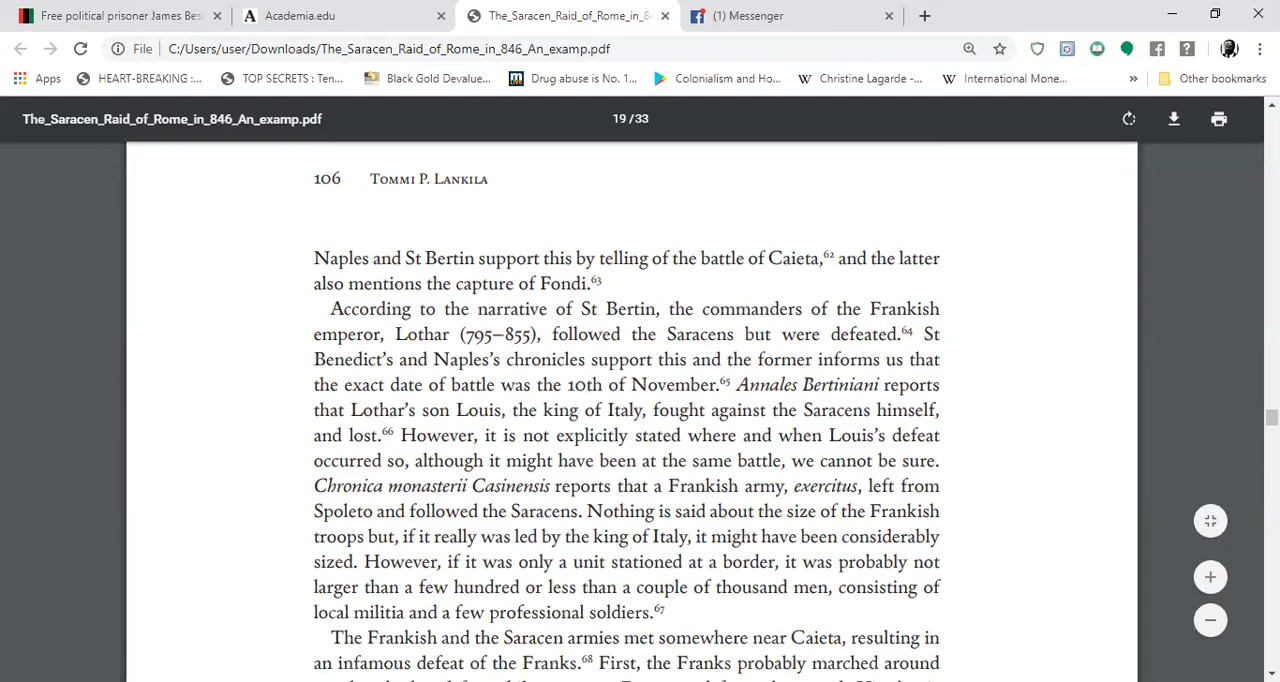 Free political prisoner James Bes
Academia.edu
The_Saracen_Raid_of_Rome_in_8
(1) Messenger
File C:/Users/user/Downloads/The_Saracen_Raid_of_Rome_in_846_An_examp.pdf
Apps HEART-BREAKING :... TOP SECRETS : Ten... Black Gold Devalue... Drug abuse is No. 1... Colonialism and Ho... Christine Lagarde -... International Mone... » Other bookmarks
The_Saracen_Raid_of_Rome_in_846_An_examp.pdf 19 / 33
106 Tommi P. Lankila
Naples and St Bertin support this by telling of the battle of Caieta,62 and the latter
also mentions the capture of Fondi.63
According to the narrative of St Bertin, the commanders of the Frankish
emperor, Lothar (795–855), followed the Saracens but were defeated.64 St
Benedict's and Naples's chronicles support this and the former informs us that
the exact date of battle was the 10th of November.65 Annales Bertiniani reports
that Lothar's son Louis, the king of Italy, fought against the Saracens himself,
and lost.66 However, it is not explicitly stated where and when Louis's defeat
occurred so, although it might have been at the same battle, we cannot be sure.
Chronica monasterii Casinensis reports that a Frankish army, exercitus, left from
Spoleto and followed the Saracens. Nothing is said about the size of the Frankish
troops but, if it really was led by the king of Italy, it might have been considerably
sized. However, if it was only a unit stationed at a border, it was probably not
larger than a few hundred or less than a couple of thousand men, consisting of
local militia and a few professional soldiers.67
The Frankish and the Saracen armies met somewhere near Caieta, resulting in
an infamous defeat of the Franks.68 First, the Franks probably marched around